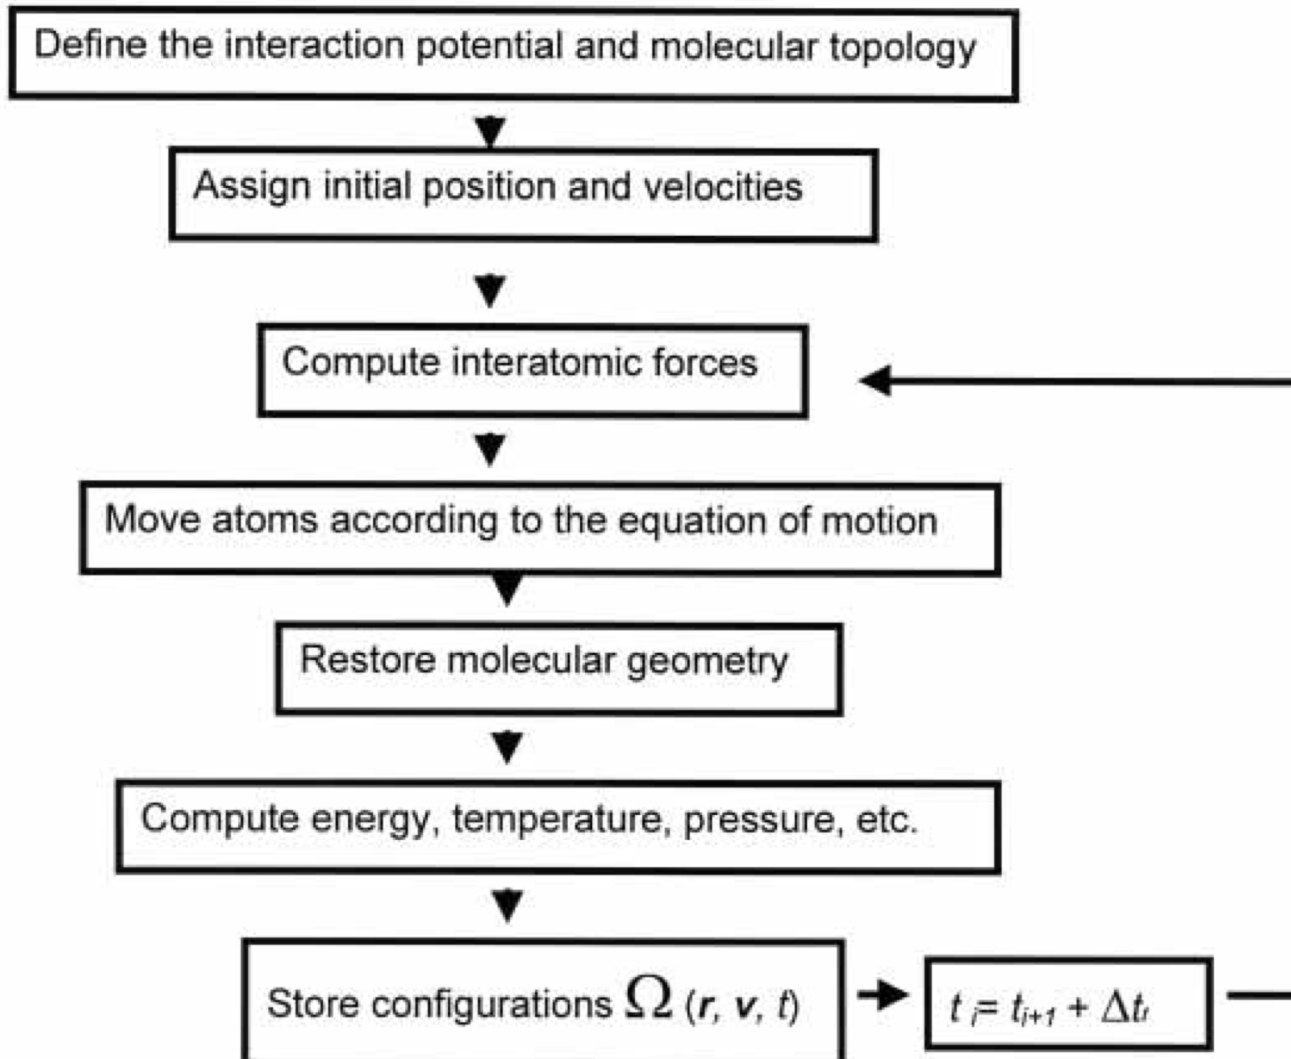 Define the interaction potential and molecular topology
Assign initial position and velocities
Compute interatomic forces
Move atoms according to the equation of motion
Restore molecular geometry
Compute energy, temperature, pressure, etc.
Store configurations Ω (r, v, t)
t i= ti+1 + Δtt